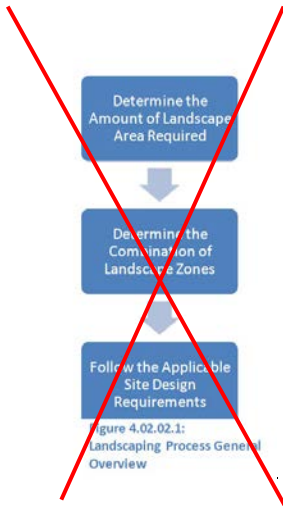 Determine the
Amount of Landscape
Area Required
Determine the
Combination of
Landscape Zones
Follow the Applicable
Site Design
Requirements
Figure 4.02.02.1:
Landscaping Process General
Overview